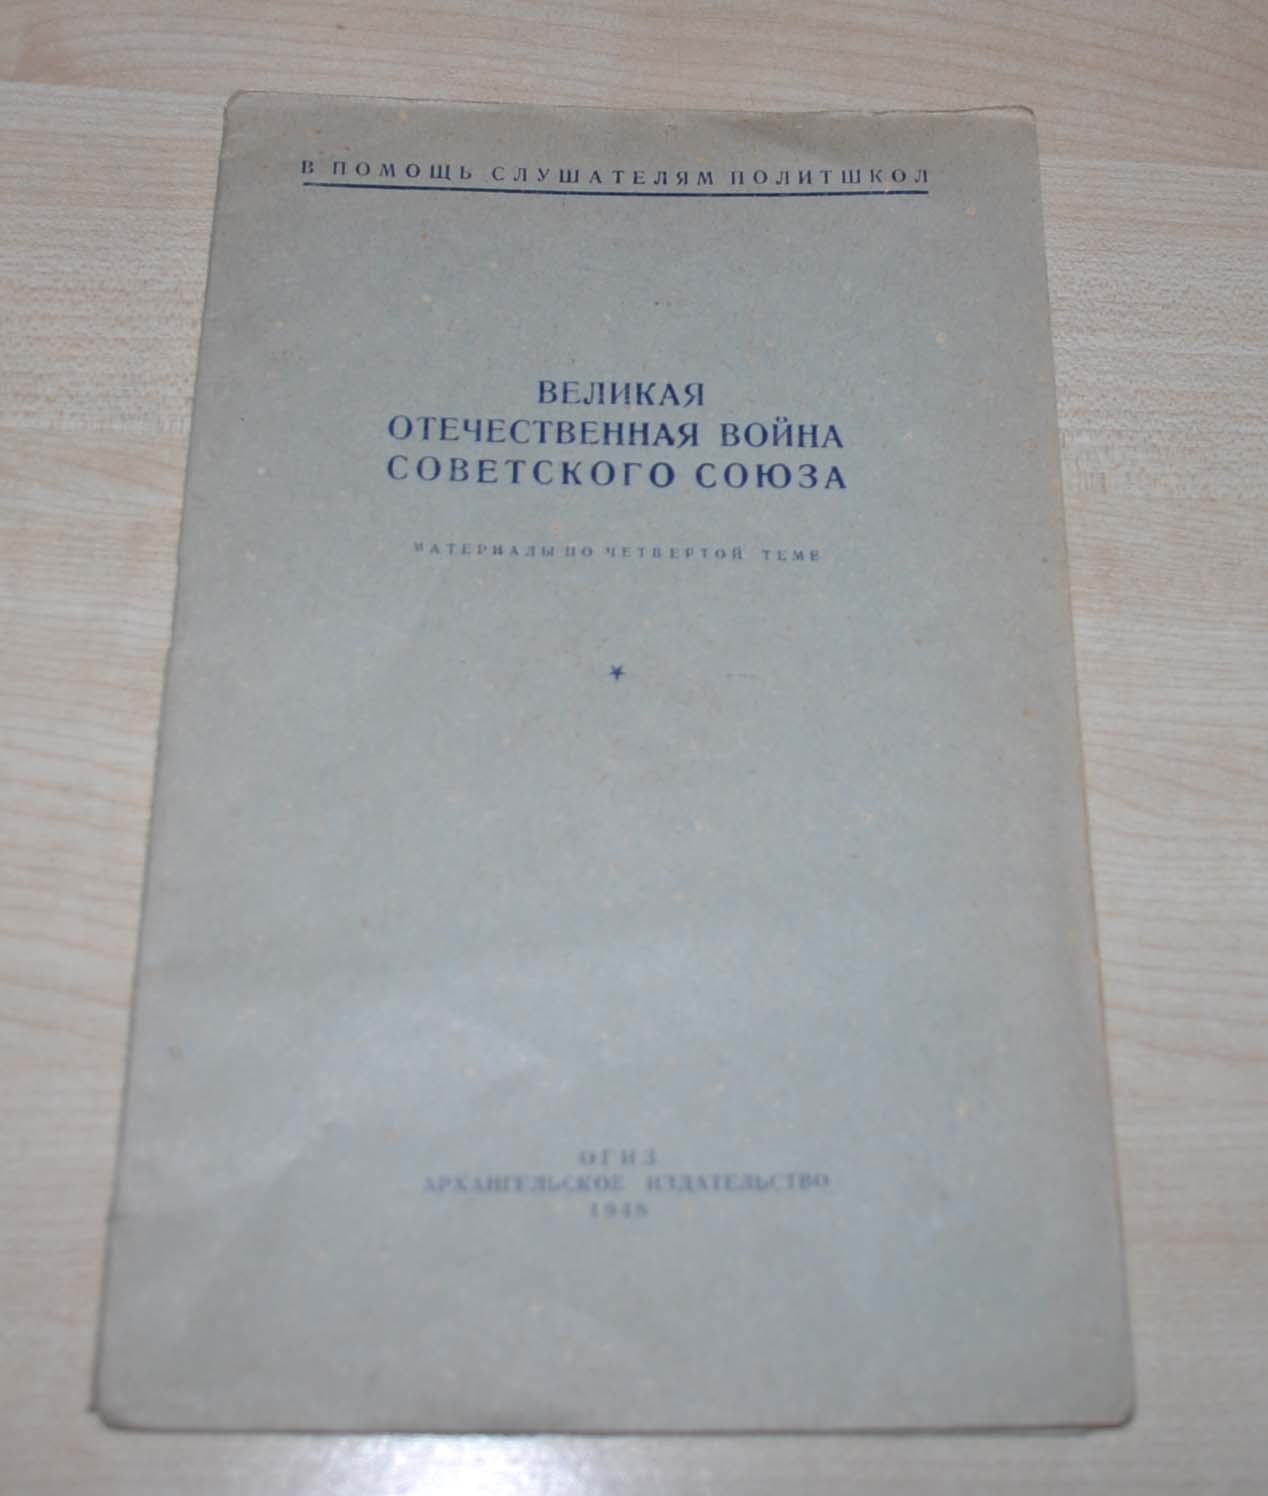 В ПОМОЩЬ СЛУШАТЕЛЯМ ПОЛИТШКОЛ
ВЕЛИКАЯ
ОТЕЧЕСТВЕННАЯ ВОЙНА
СОВЕТСКОГО СОЮЗА
МАТЕРИАЛЫ ПО ЧЕТВЕРТОЙ ТЕМЕ
ОГИЗ
АРХАНГЕЛЬСКОЕ ИЗДАТЕЛЬСТВО
1948